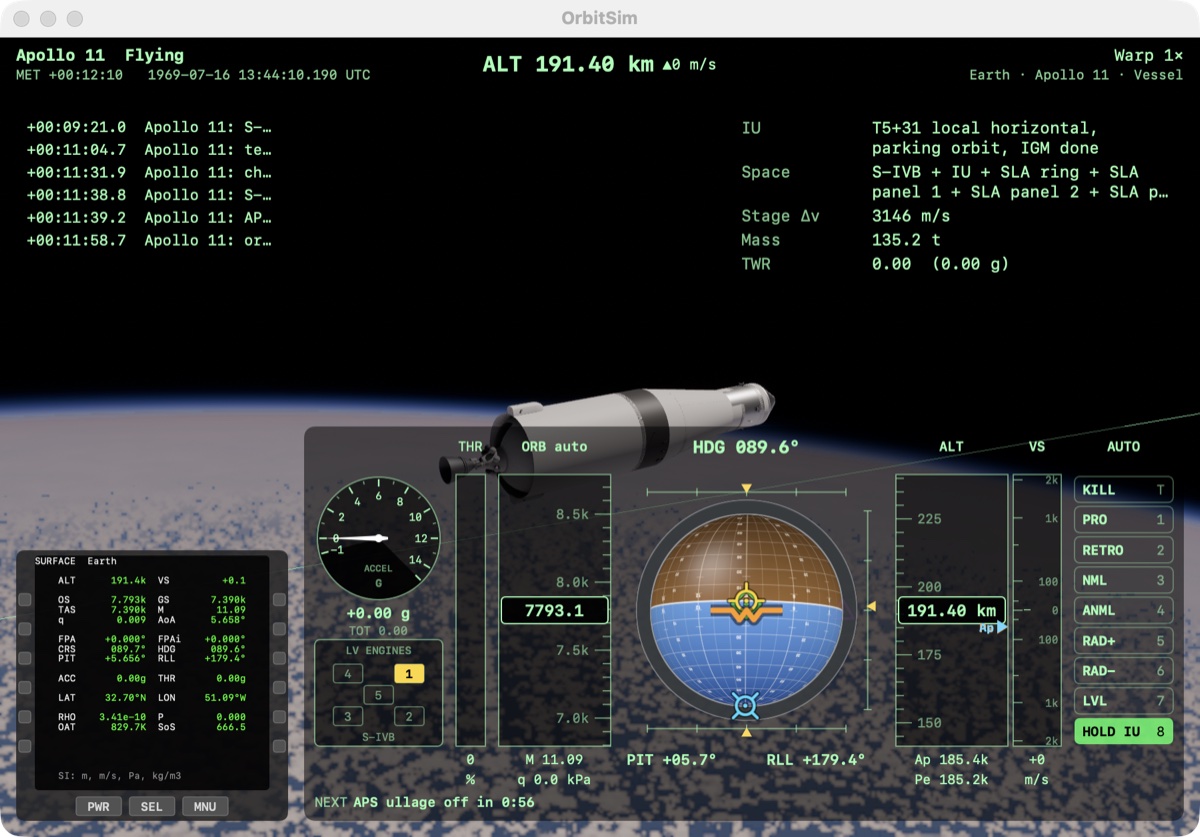 OrbitSim
Apollo 11  Flying
MET +00:12:10   1969-07-16 13:44:10.190 UTC
ALT 191.40 km ▲0 m/s
Warp 1×
Earth · Apollo 11 · Vessel
+00:09:21.0  Apollo 11: S-…
+00:11:04.7  Apollo 11: te…
+00:11:31.9  Apollo 11: ch…
+00:11:38.8  Apollo 11: S-…
+00:11:39.2  Apollo 11: AP…
+00:11:58.7  Apollo 11: or…
IU  T5+31 local horizontal,
parking orbit, IGM done
Space  S-IVB + IU + SLA ring + SLA
panel 1 + SLA panel 2 + SLA p…
Stage Δv  3146 m/s
Mass  135.2 t
TWR  0.00  (0.00 g)
SURFACE  Earth
ALT  191.4k  VS  +0.1
OS  7.793k  GS  7.390k
TAS  7.390k  M  11.09
q  0.009  AoA  5.658°
FPA  +0.000°  FPAi  +0.000°
CRS  089.7°  HDG  089.6°
PIT  +5.656°  RLL  +179.4°
ACC  0.00g  THR  0.00g
LAT  32.70°N  LON  51.09°W
RHO  3.41e-10  P  0.000
OAT  829.7K  SoS  666.5
SI: m, m/s, Pa, kg/m3
PWR  SEL  MNU
THR  ORB auto  HDG 089.6°  ALT  VS  AUTO
-1  0  2  4  6  8  10  12  14
ACCEL
G
+0.00 g
TOT 0.00
LV ENGINES
4  1
5
3  2
S-IVB
0
%
8.5k
8.0k
7793.1
7.5k
7.0k
M 11.09
q 0.0 kPa
PIT +05.7°  RLL +179.4°
225
200
191.40 km
Ap
175
150
Ap 185.4k
Pe 185.2k
2k
1k
100
0
100
1k
2k
+0
m/s
KILL  T
PRO  1
RETRO  2
NML  3
ANML  4
RAD+  5
RAD-  6
LVL  7
HOLD IU  8
NEXT APS ullage off in 0:56